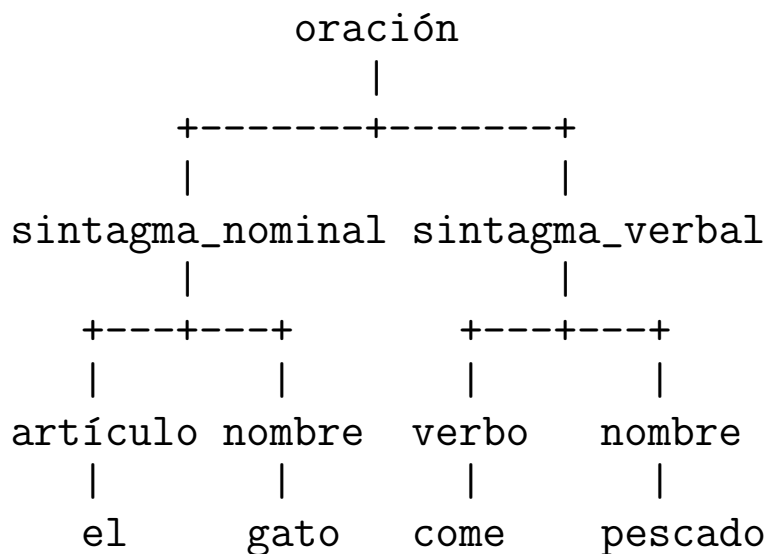 oración
|
+-------+-------+
| |
sintagma_nominal sintagma_verbal
| |
+---+---+ +---+---+
| | | |
artículo nombre verbo nombre
| | | |
el gato come pescado